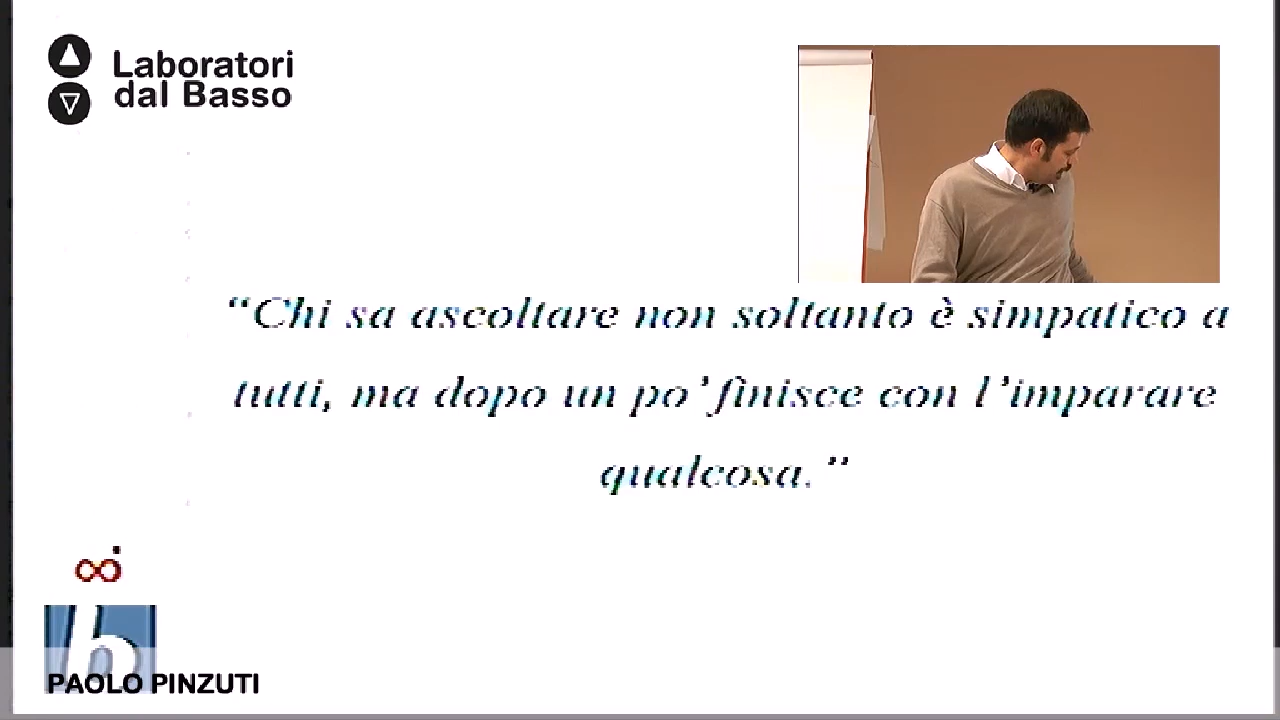 Laboratori
dal Basso
“Chi sa ascoltare non soltanto è simpatico a
tutti, ma dopo un po’ finisce con l’imparare
qualcosa.”
b
PAOLO PINZUTI